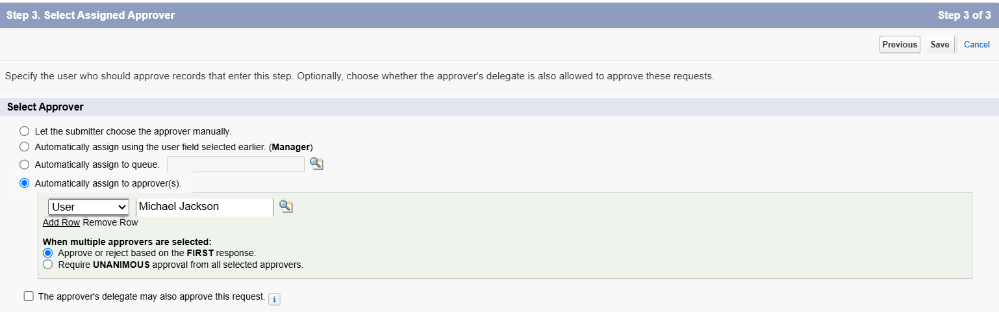 Step 3. Select Assigned Approver Step 3 of 3
Previous Save Cancel
Specify the user who should approve records that enter this step. Optionally, choose whether the approver's delegate is also allowed to approve these requests.
Select Approver
Let the submitter choose the approver manually.
Automatically assign using the user field selected earlier. (Manager)
Automatically assign to queue.
Automatically assign to approver(s).
User Michael Jackson
Add Row Remove Row
When multiple approvers are selected:
Approve or reject based on the FIRST response.
Require UNANIMOUS approval from all selected approvers.
The approver's delegate may also approve this request. i